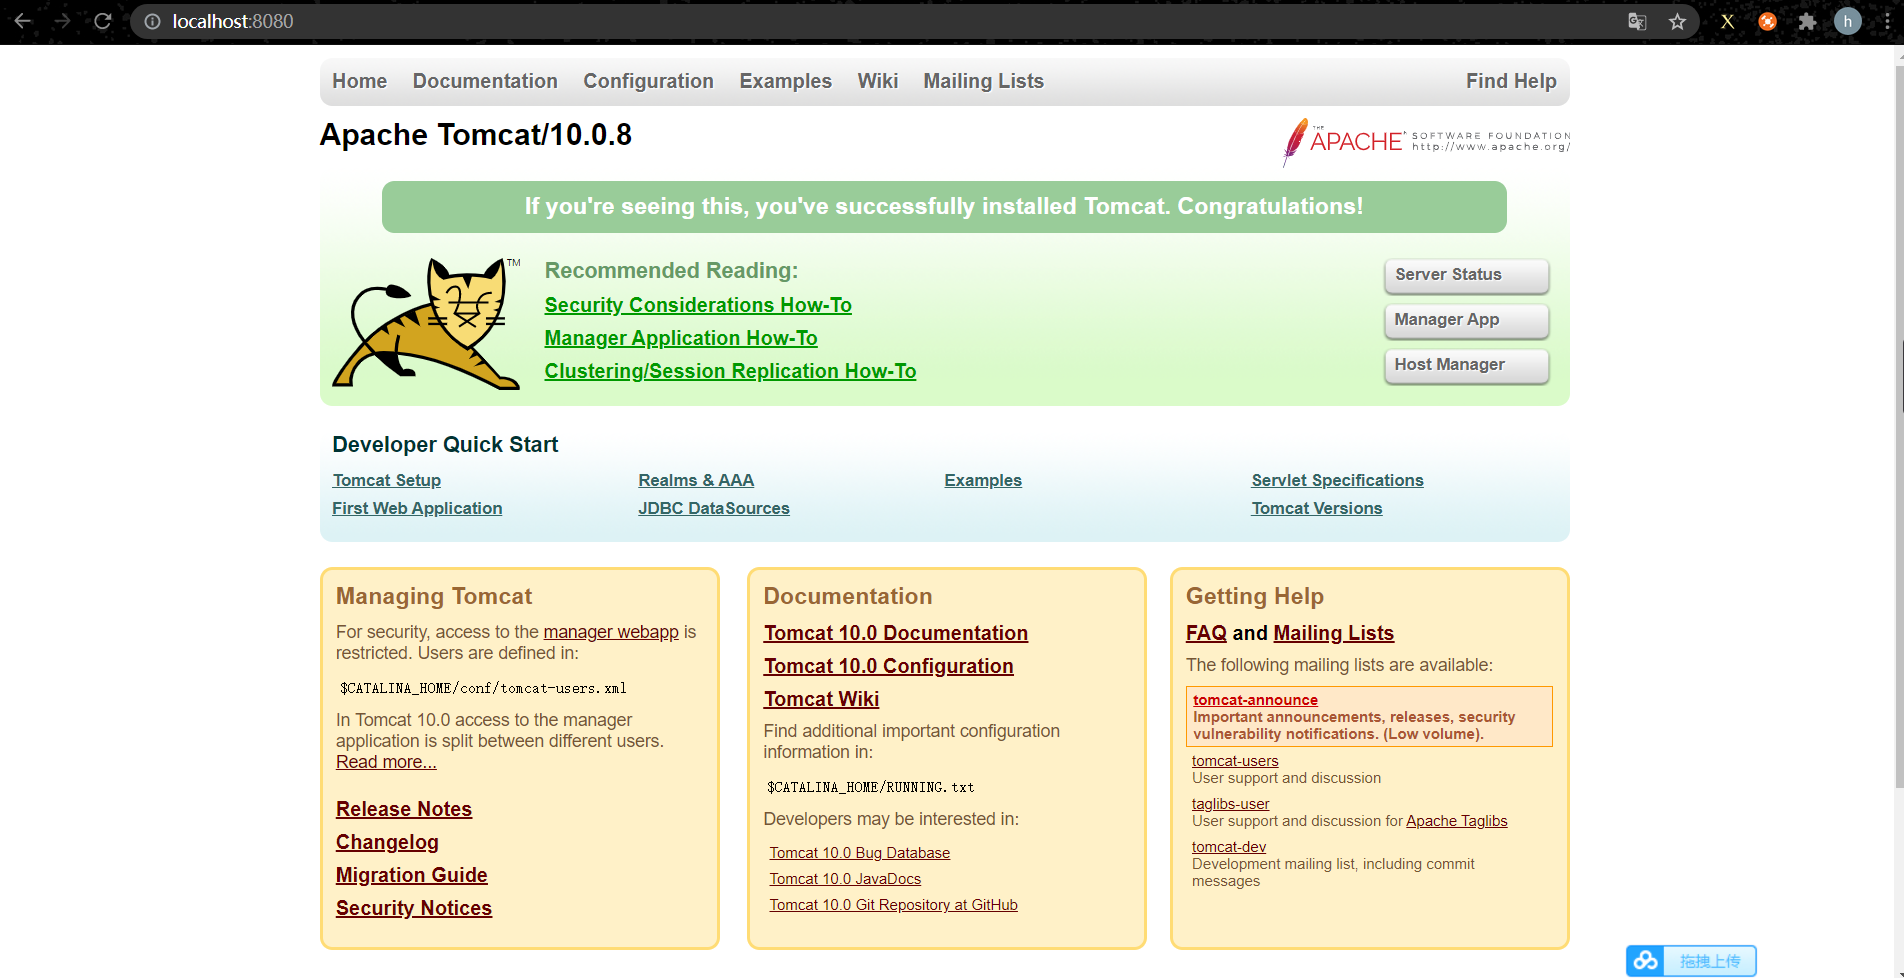 localhost:8080
h
Home Documentation Configuration Examples Wiki Mailing Lists Find Help
Apache Tomcat/10.0.8
THE APACHE® SOFTWARE FOUNDATION
http://www.apache.org/
If you're seeing this, you've successfully installed Tomcat. Congratulations!
TM
Recommended Reading:
Security Considerations How-To
Manager Application How-To
Clustering/Session Replication How-To
Server Status
Manager App
Host Manager
Developer Quick Start
Tomcat Setup
First Web Application
Realms & AAA
JDBC DataSources
Examples
Servlet Specifications
Tomcat Versions
Managing Tomcat
For security, access to the manager webapp is
restricted. Users are defined in:
$CATALINA_HOME/conf/tomcat-users.xml
In Tomcat 10.0 access to the manager
application is split between different users.
Read more...
Release Notes
Changelog
Migration Guide
Security Notices
Documentation
Tomcat 10.0 Documentation
Tomcat 10.0 Configuration
Tomcat Wiki
Find additional important configuration
information in:
$CATALINA_HOME/RUNNING.txt
Developers may be interested in:
Tomcat 10.0 Bug Database
Tomcat 10.0 JavaDocs
Tomcat 10.0 Git Repository at GitHub
Getting Help
FAQ and Mailing Lists
The following mailing lists are available:
tomcat-announce
Important announcements, releases, security
vulnerability notifications. (Low volume).
tomcat-users
User support and discussion
taglibs-user
User support and discussion for Apache Taglibs
tomcat-dev
Development mailing list, including commit
messages
拖拽上传